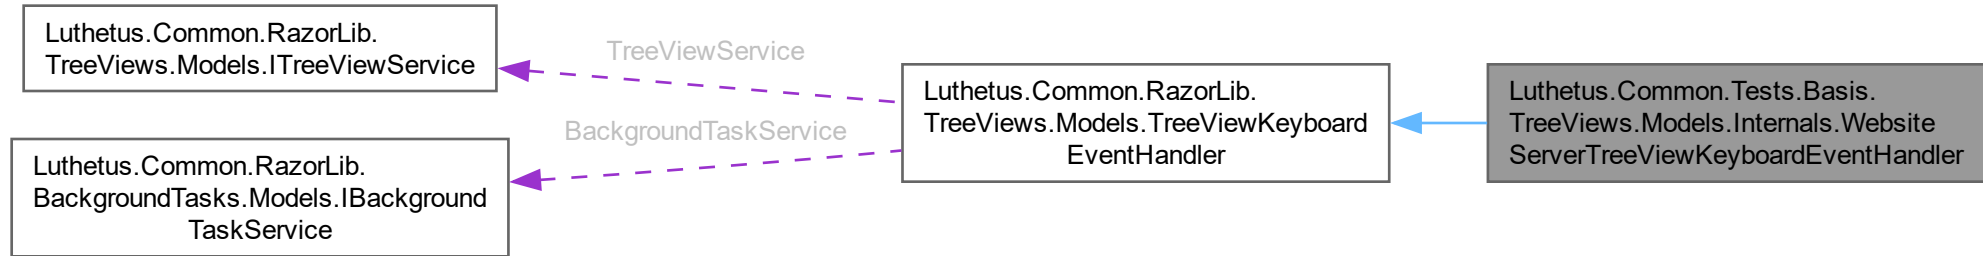 Luthetus.Common.RazorLib.
TreeViews.Models.ITreeViewService
TreeViewService
BackgroundTaskService
Luthetus.Common.RazorLib.
BackgroundTasks.Models.IBackground
TaskService
Luthetus.Common.RazorLib.
TreeViews.Models.TreeViewKeyboard
EventHandler
Luthetus.Common.Tests.Basis.
TreeViews.Models.Internals.Website
ServerTreeViewKeyboardEventHandler